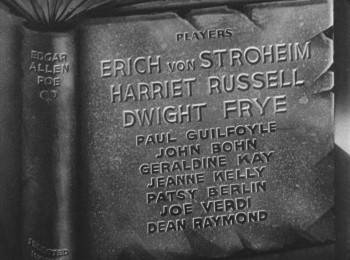 EDGAR
ALLEN
POE
PLAYERS
ERICH VON STROHEIM
HARRIET RUSSELL
DWIGHT FRYE
PAUL GUILFOYLE
JOHN BOHN
GERALDINE KAY
JEANNE KELLY
PATSY BERLIN
JOE VERDI
DEAN RAYMOND